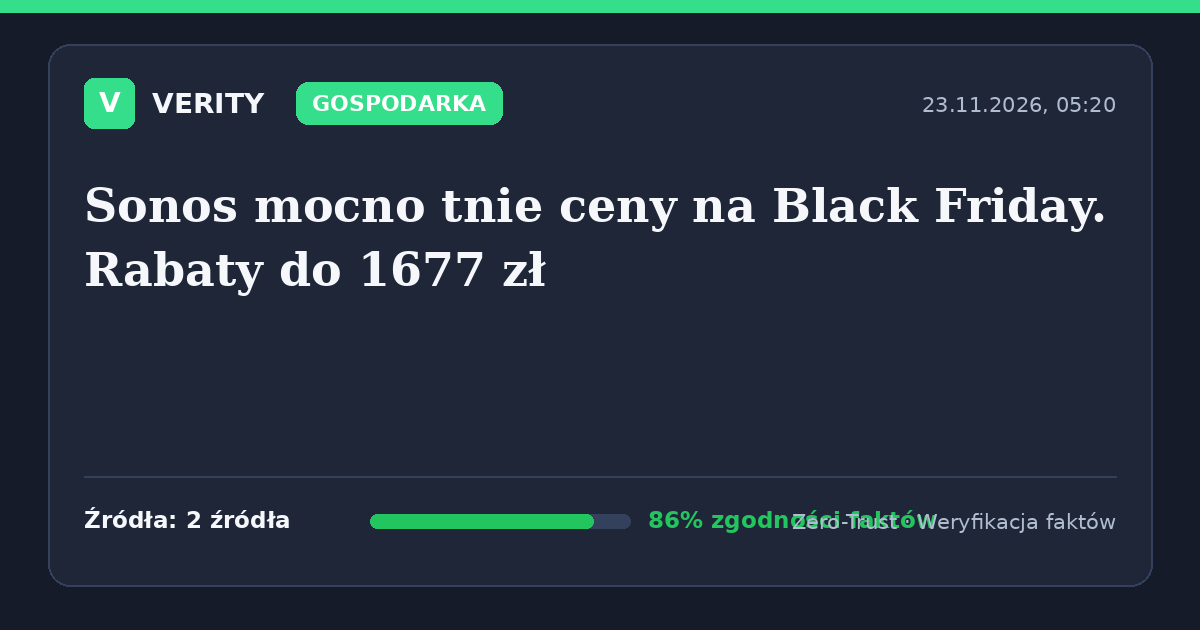 V VERITY GOSPODARKA 23.11.2026, 05:20
Sonos mocno tnie ceny na Black Friday.
Rabaty do 1677 zł
Źródła: 2 źródła 86% zgodności faktów Zero-Trust · Weryfikacja faktów